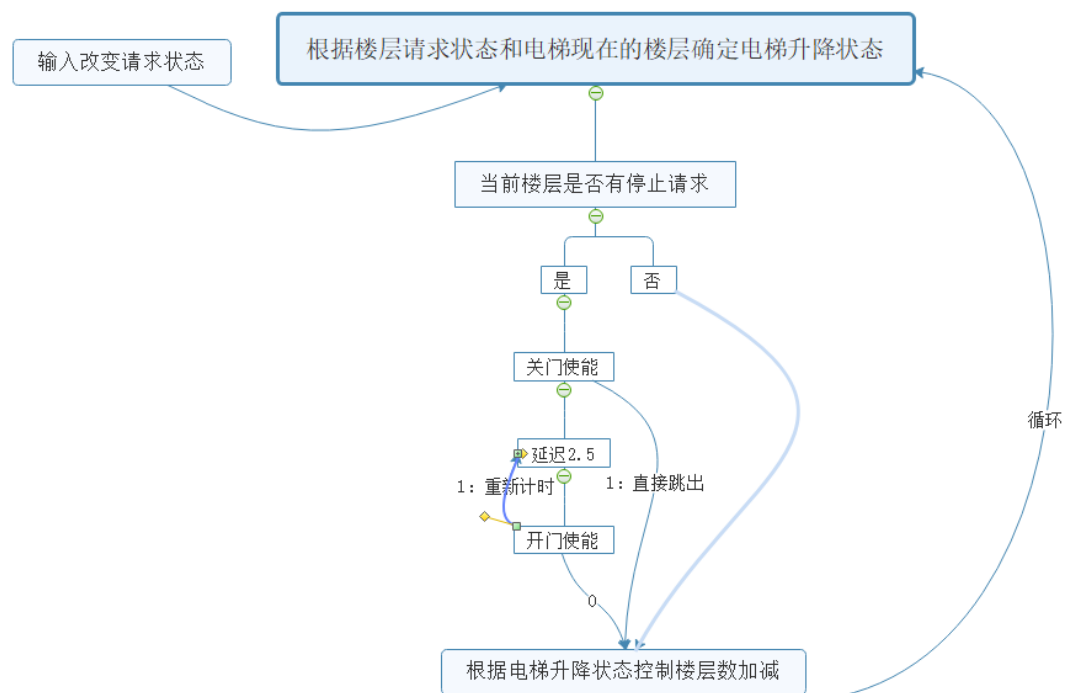 根据楼层请求状态和电梯现在的楼层确定电梯升降状态
输入改变请求状态
当前楼层是否有停止请求
是
否
关门使能
循环
延迟2.5
1: 重新计时
1: 直接跳出
开门使能
0
根据电梯升降状态控制楼层数加减